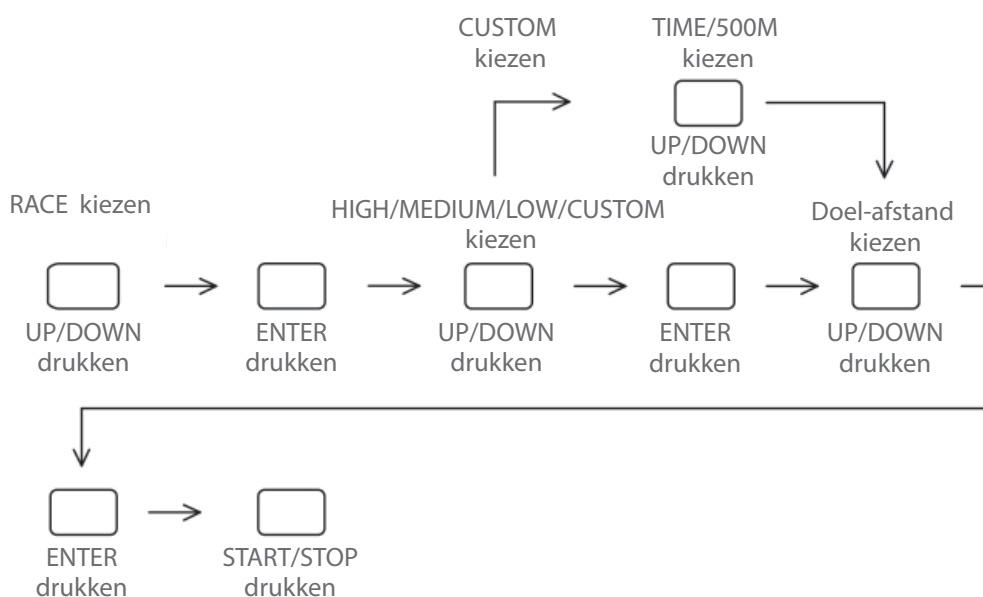 CUSTOM
kiezen
TIME/500M
kiezen
UP/DOWN
drukken
RACE kiezen
HIGH/MEDIUM/LOW/CUSTOM
kiezen
Doel-afstand
kiezen
UP/DOWN
drukken
ENTER
drukken
UP/DOWN
drukken
ENTER
drukken
UP/DOWN
drukken
ENTER
drukken
START/STOP
drukken